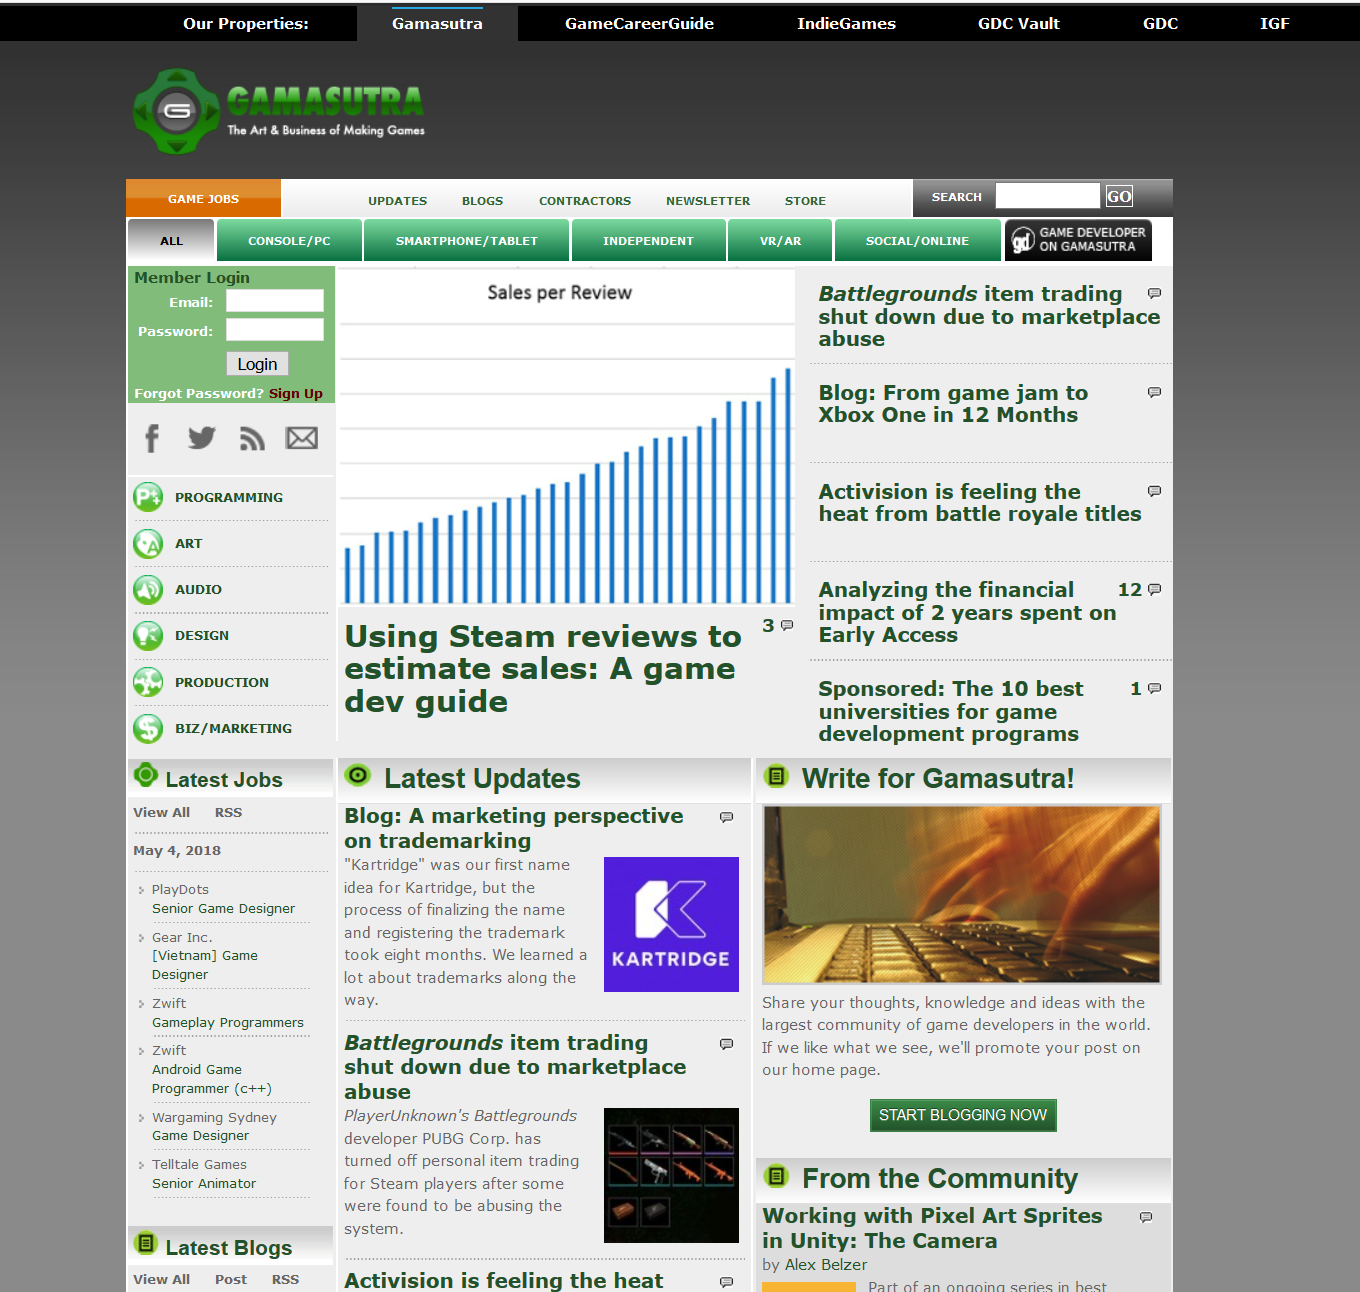 Our Properties: Gamasutra GameCareerGuide IndieGames GDC Vault GDC IGF
G GAMASUTRA
The Art & Business of Making Games
GAME JOBS UPDATES BLOGS CONTRACTORS NEWSLETTER STORE SEARCH GO
ALL CONSOLE/PC SMARTPHONE/TABLET INDEPENDENT VR/AR SOCIAL/ONLINE gd GAME DEVELOPER
ON GAMASUTRA
Member Login
Email:
Password:
Login
Forgot Password? Sign Up
PROGRAMMING
ART
AUDIO
DESIGN
PRODUCTION
BIZ/MARKETING
Sales per Review
Using Steam reviews to
estimate sales: A game
dev guide
3
Battlegrounds item trading
shut down due to marketplace
abuse
Blog: From game jam to
Xbox One in 12 Months
Activision is feeling the
heat from battle royale titles
Analyzing the financial 12
impact of 2 years spent on
Early Access
Sponsored: The 10 best 1
universities for game
development programs
Latest Jobs
View All RSS
May 4, 2018
PlayDots
Senior Game Designer
Gear Inc.
[Vietnam] Game
Designer
Zwift
Gameplay Programmers
Zwift
Android Game
Programmer (c++)
Wargaming Sydney
Game Designer
Telltale Games
Senior Animator
Latest Blogs
View All Post RSS
Latest Updates
Blog: A marketing perspective
on trademarking
"Kartridge" was our first name
idea for Kartridge, but the
process of finalizing the name
and registering the trademark
took eight months. We learned a
lot about trademarks along the
way.
KARTRIDGE
Battlegrounds item trading
shut down due to marketplace
abuse
PlayerUnknown's Battlegrounds
developer PUBG Corp. has
turned off personal item trading
for Steam players after some
were found to be abusing the
system.
Activision is feeling the heat
Write for Gamasutra!
Share your thoughts, knowledge and ideas with the
largest community of game developers in the world.
If we like what we see, we'll promote your post on
our home page.
START BLOGGING NOW
From the Community
Working with Pixel Art Sprites
in Unity: The Camera
by Alex Belzer
Part of an ongoing series in best